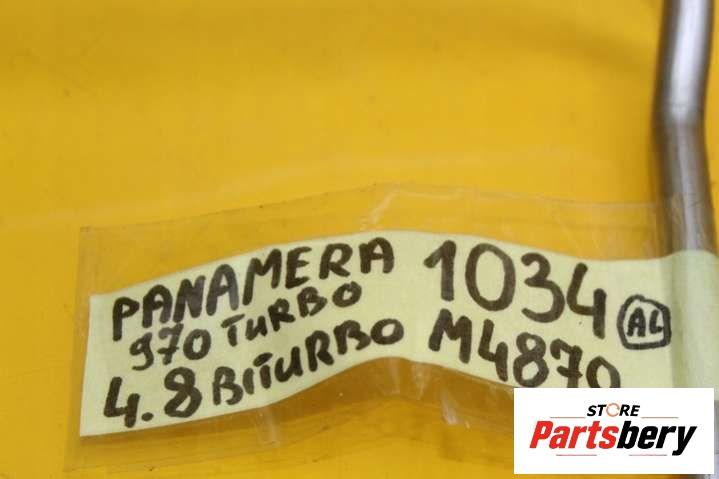 PANAMERA 1034
970 TURBO AL
4.8 BITURBO M4870
STORE
Partsbery